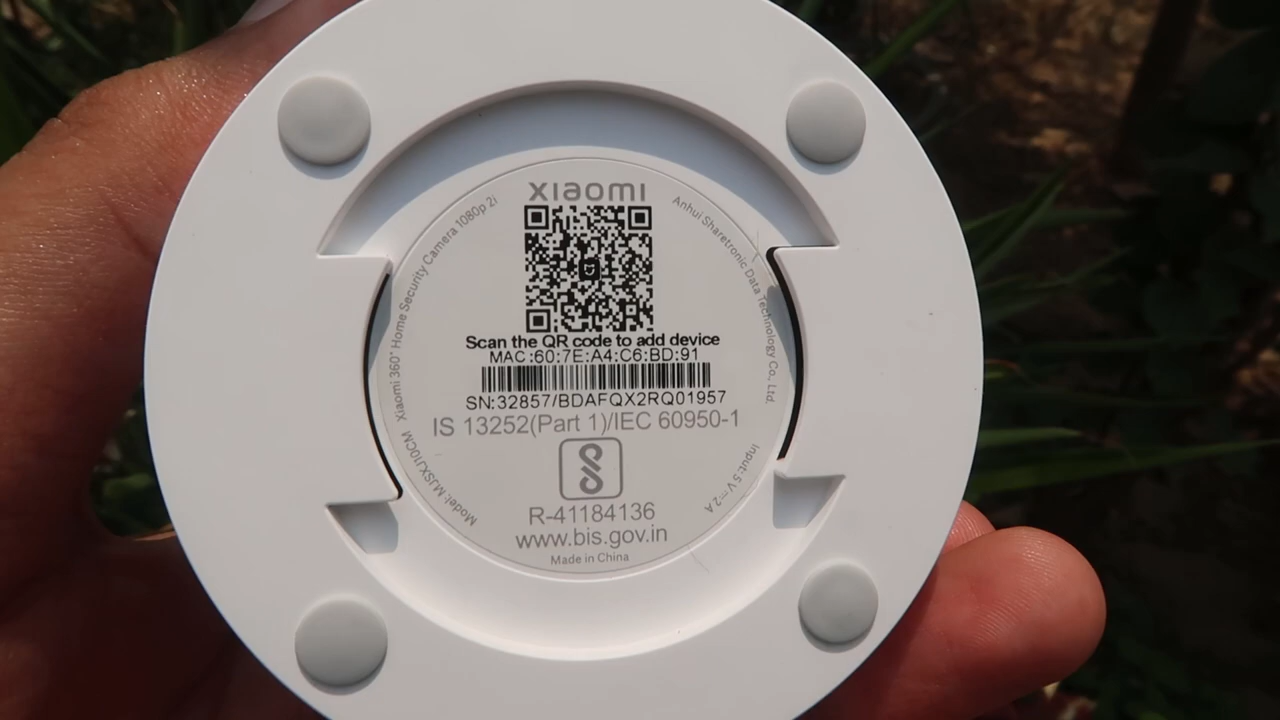 xiaomi
Scan the QR code to add device
MAC:60:7E:A4:C6:BD:91
SN:32857/BDAFQX2RQ01957
IS 13252(Part 1)/IEC 60950-1
R-41184136
www.bis.gov.in
Made in China
Model: MJSXJ10CM Xiaomi 360° Home Security Camera 1080p 2i
Anhui Sharetronic Data Technology Co., Ltd.
Input: 5 V⎓2 A